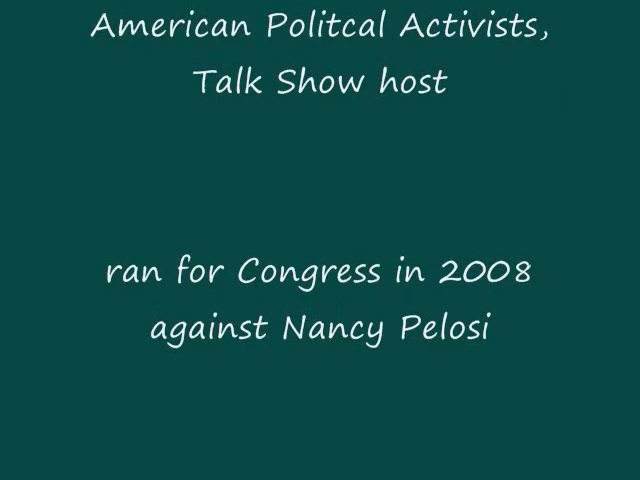 American Politcal Activists,
Talk Show host
ran for Congress in 2008
against Nancy Pelosi